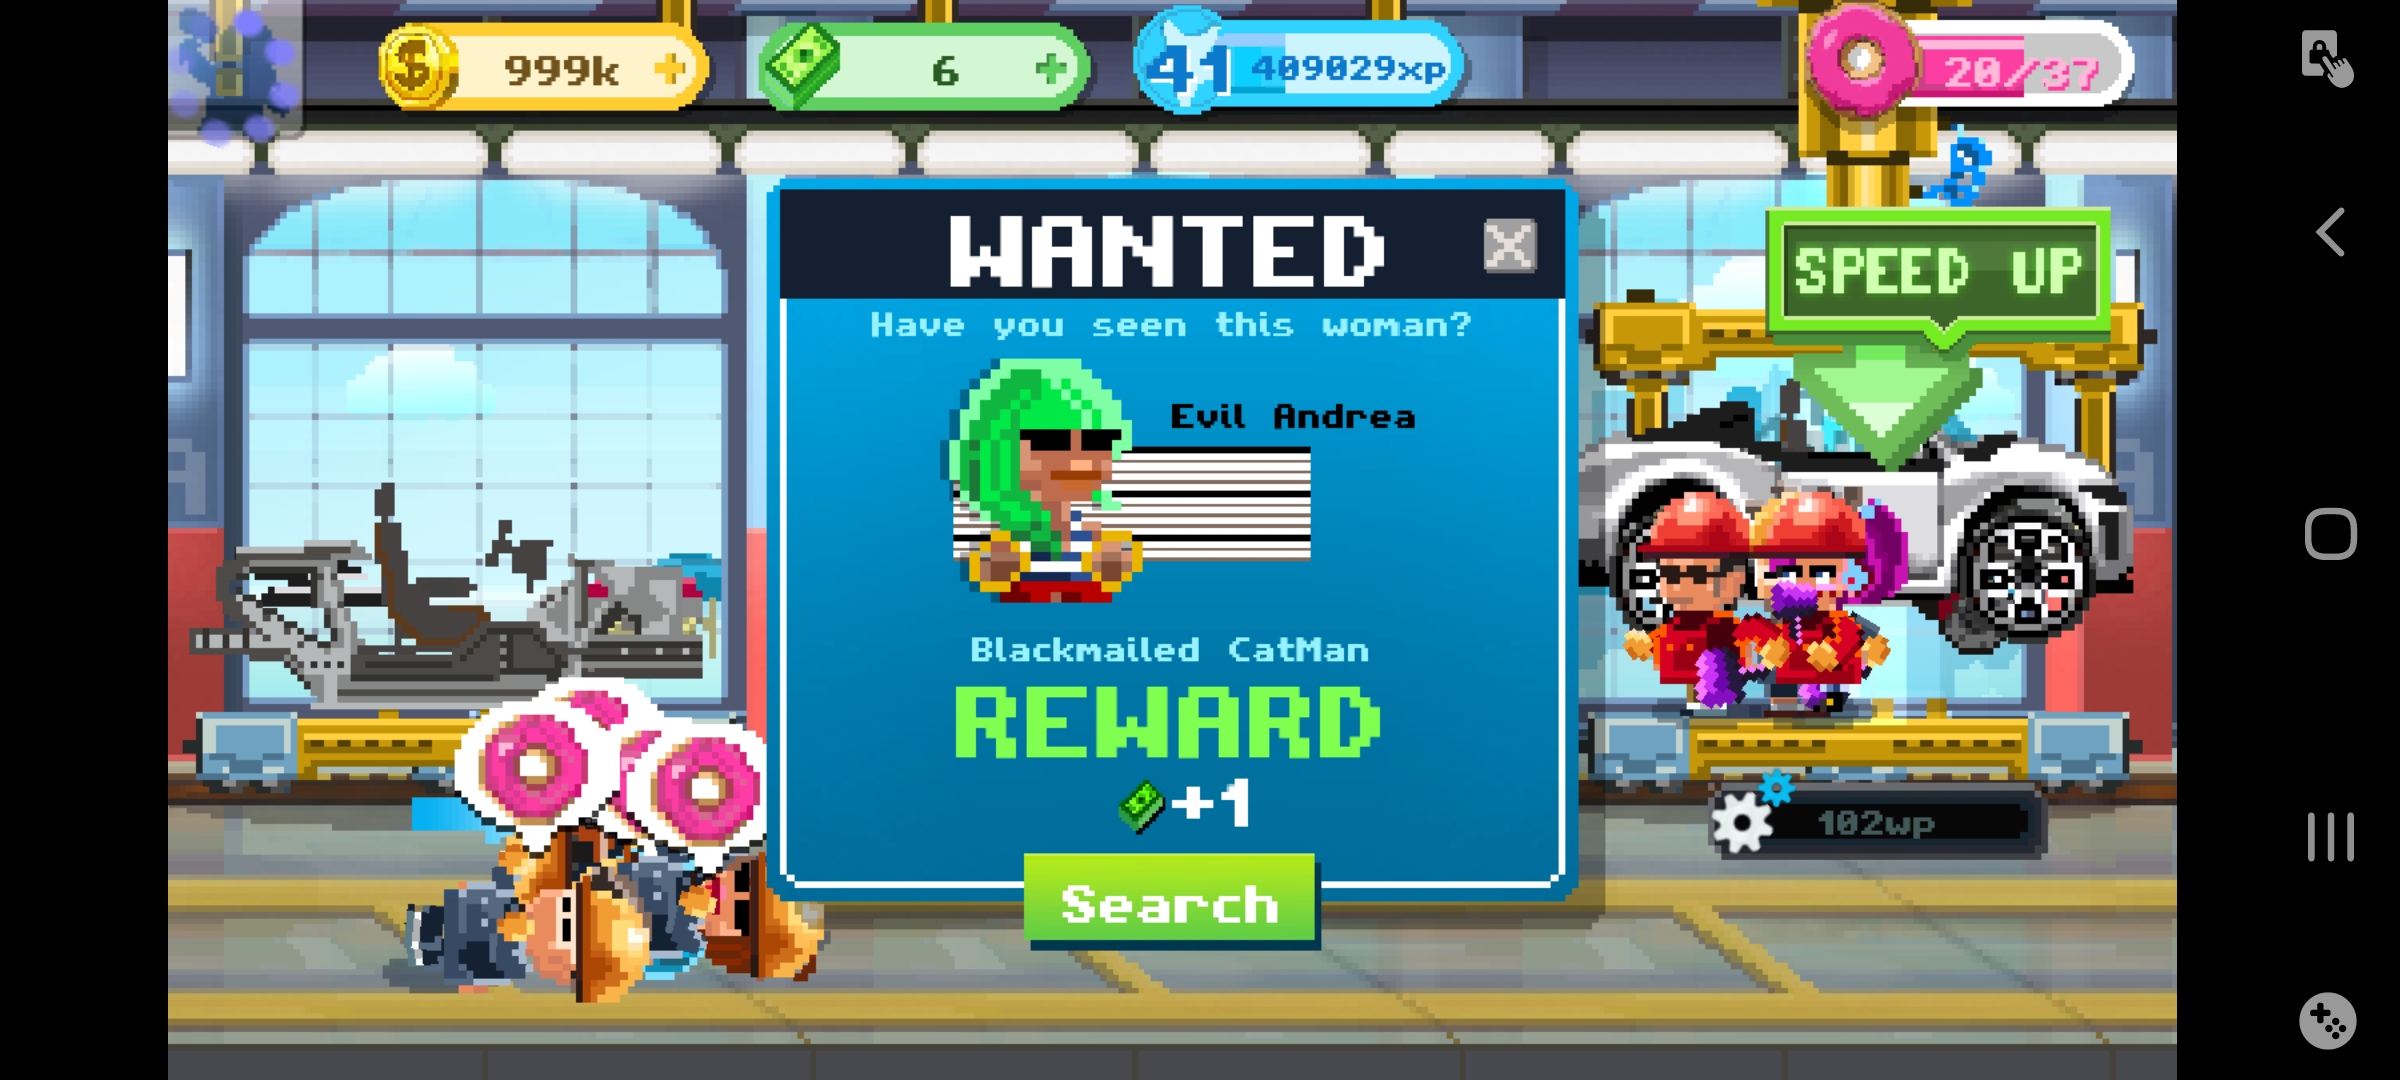 999k
6
41 409029xp
20/37
WANTED
Have you seen this woman?
SPEED UP
Evil Andrea
Blackmailed CatMan
REWARD
+1
102wp
Search